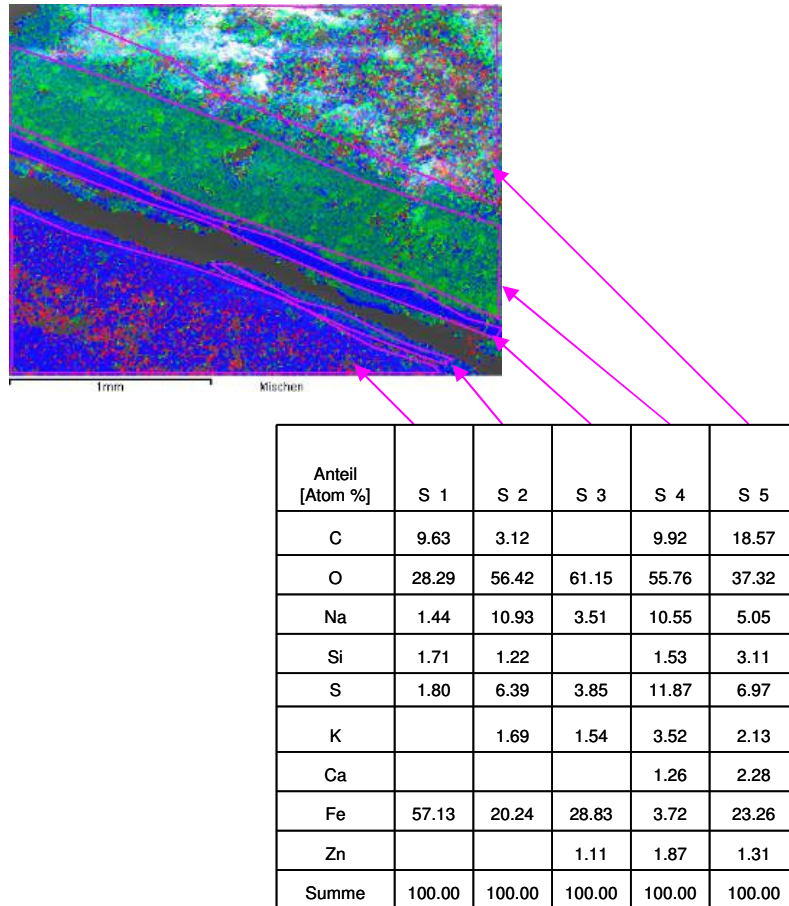 1mm Mischen
Anteil
[Atom %] S 1 S 2 S 3 S 4 S 5
C 9.63 3.12 9.92 18.57
O 28.29 56.42 61.15 55.76 37.32
Na 1.44 10.93 3.51 10.55 5.05
Si 1.71 1.22 1.53 3.11
S 1.80 6.39 3.85 11.87 6.97
K 1.69 1.54 3.52 2.13
Ca 1.26 2.28
Fe 57.13 20.24 28.83 3.72 23.26
Zn 1.11 1.87 1.31
Summe 100.00 100.00 100.00 100.00 100.00